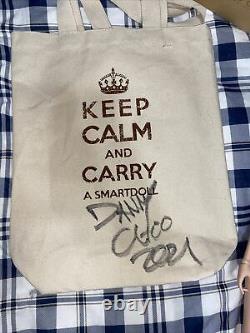 KEEP
CALM
AND
CARRY
A SMARTDOLL
DANNY
CHOO
2021